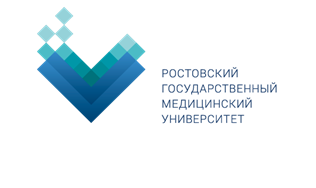 РОСТОВСКИЙ
ГОСУДАРСТВЕННЫЙ
МЕДИЦИНСКИЙ
УНИВЕРСИТЕТ